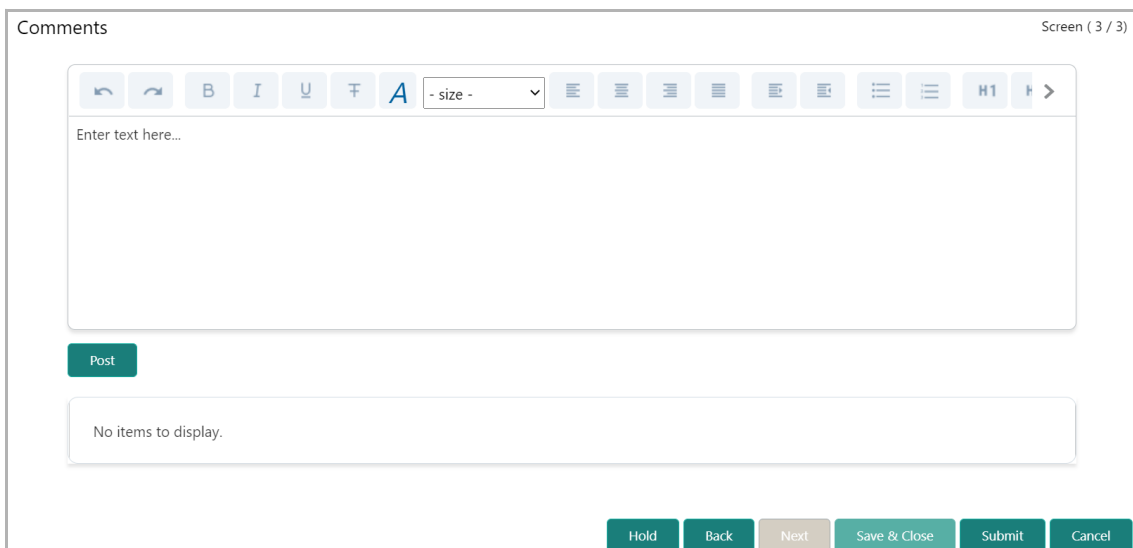 Comments
Screen ( 3 / 3)
B I U T A - size - H1 H
Enter text here...
Post
No items to display.
Hold Back Next Save & Close Submit Cancel